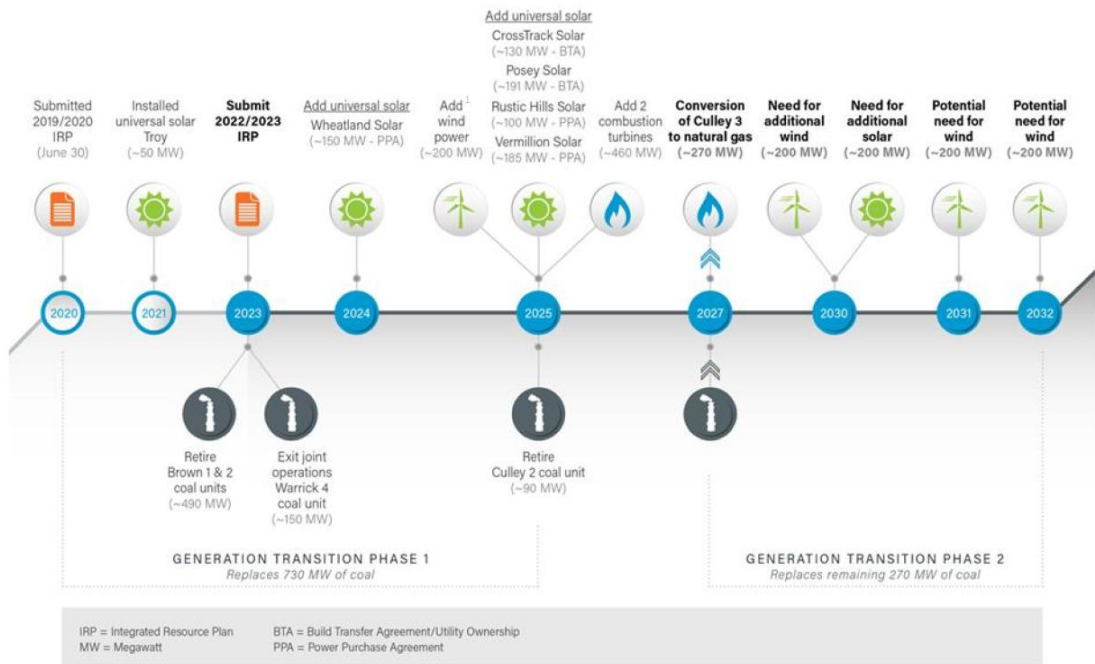 Submitted
2019/2020
IRP
(June 30)
Installed
universal solar
Troy
(~50 MW)
Submit
2022/2023
IRP
Add universal solar
Wheatland Solar
(~150 MW - PPA)
Add 1
wind
power
(~200 MW)
Add universal solar
CrossTrack Solar
(~130 MW - BTA)
Posey Solar
(~191 MW - BTA)
Rustic Hills Solar
(~100 MW - PPA)
Vermillion Solar
(~185 MW - PPA)
Add 2
combustion
turbines
(~460 MW)
Conversion
of Culley 3
to natural gas
(~270 MW)
Need for
additional
wind
(~200 MW)
Need for
additional
solar
(~200 MW)
Potential
need for
wind
(~200 MW)
Potential
need for
wind
(~200 MW)
2020
2021
2023
2024
2025
2027
2030
2031
2032
Retire
Brown 1 & 2
coal units
(~490 MW)
Exit joint
operations
Warrick 4
coal unit
(~150 MW)
Retire
Culley 2 coal unit
(~90 MW)
GENERATION TRANSITION PHASE 1
Replaces 730 MW of coal
GENERATION TRANSITION PHASE 2
Replaces remaining 270 MW of coal
IRP = Integrated Resource Plan
MW = Megawatt
BTA = Build Transfer Agreement/Utility Ownership
PPA = Power Purchase Agreement